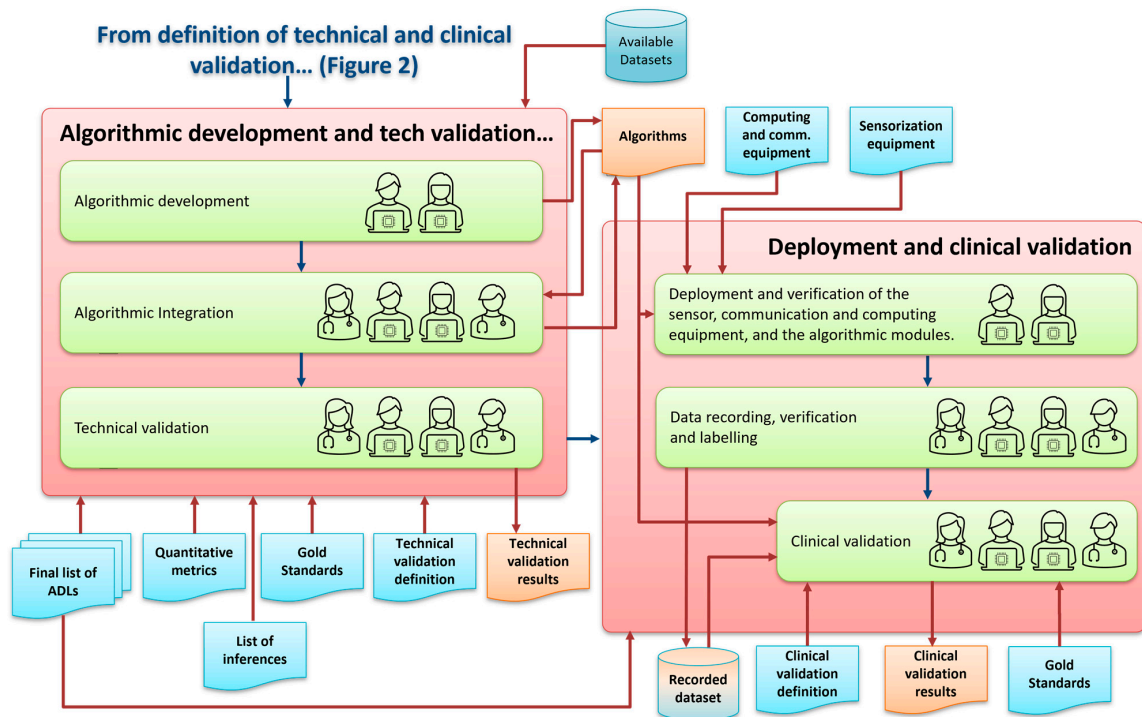 From definition of technical and clinical
validation... (Figure 2)
Available
Datasets
Algorithmic development and tech validation...
Algorithms
Computing
and comm.
equipment
Sensorization
equipment
Algorithmic development
Algorithmic Integration
Technical validation
Deployment and clinical validation
Deployment and verification of the
sensor, communication and computing
equipment, and the algorithmic modules.
Data recording, verification
and labelling
Clinical validation
Final list of
ADLs
Quantitative
metrics
List of
inferences
Gold
Standards
Technical
validation
definition
Technical
validation
results
Recorded
dataset
Clinical
validation
definition
Clinical
validation
results
Gold
Standards